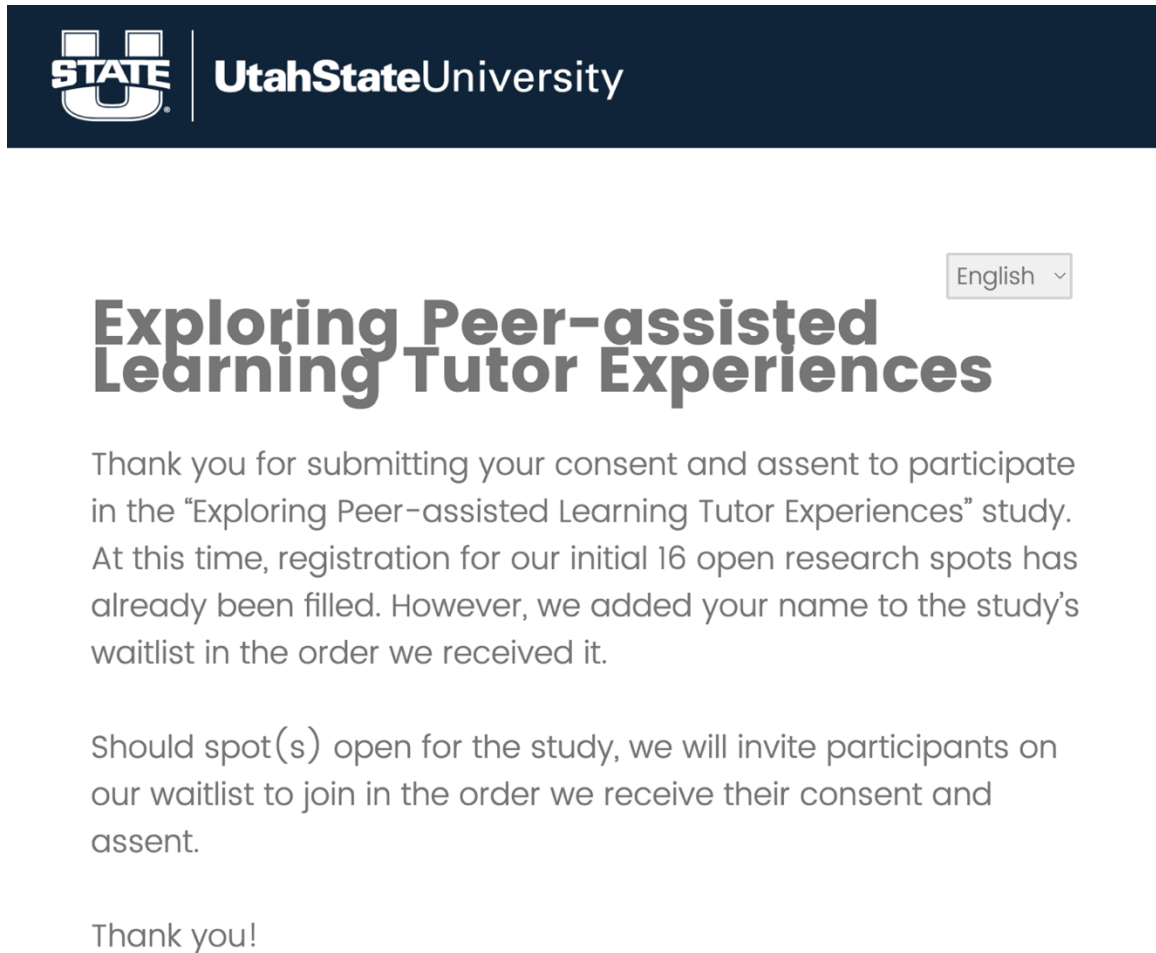 STATE
UtahStateUniversity
English
Exploring Peer-assisted
Learning Tutor Experiences
Thank you for submitting your consent and assent to participate
in the “Exploring Peer-assisted Learning Tutor Experiences” study.
At this time, registration for our initial 16 open research spots has
already been filled. However, we added your name to the study’s
waitlist in the order we received it.
Should spot(s) open for the study, we will invite participants on
our waitlist to join in the order we receive their consent and
assent.
Thank you!